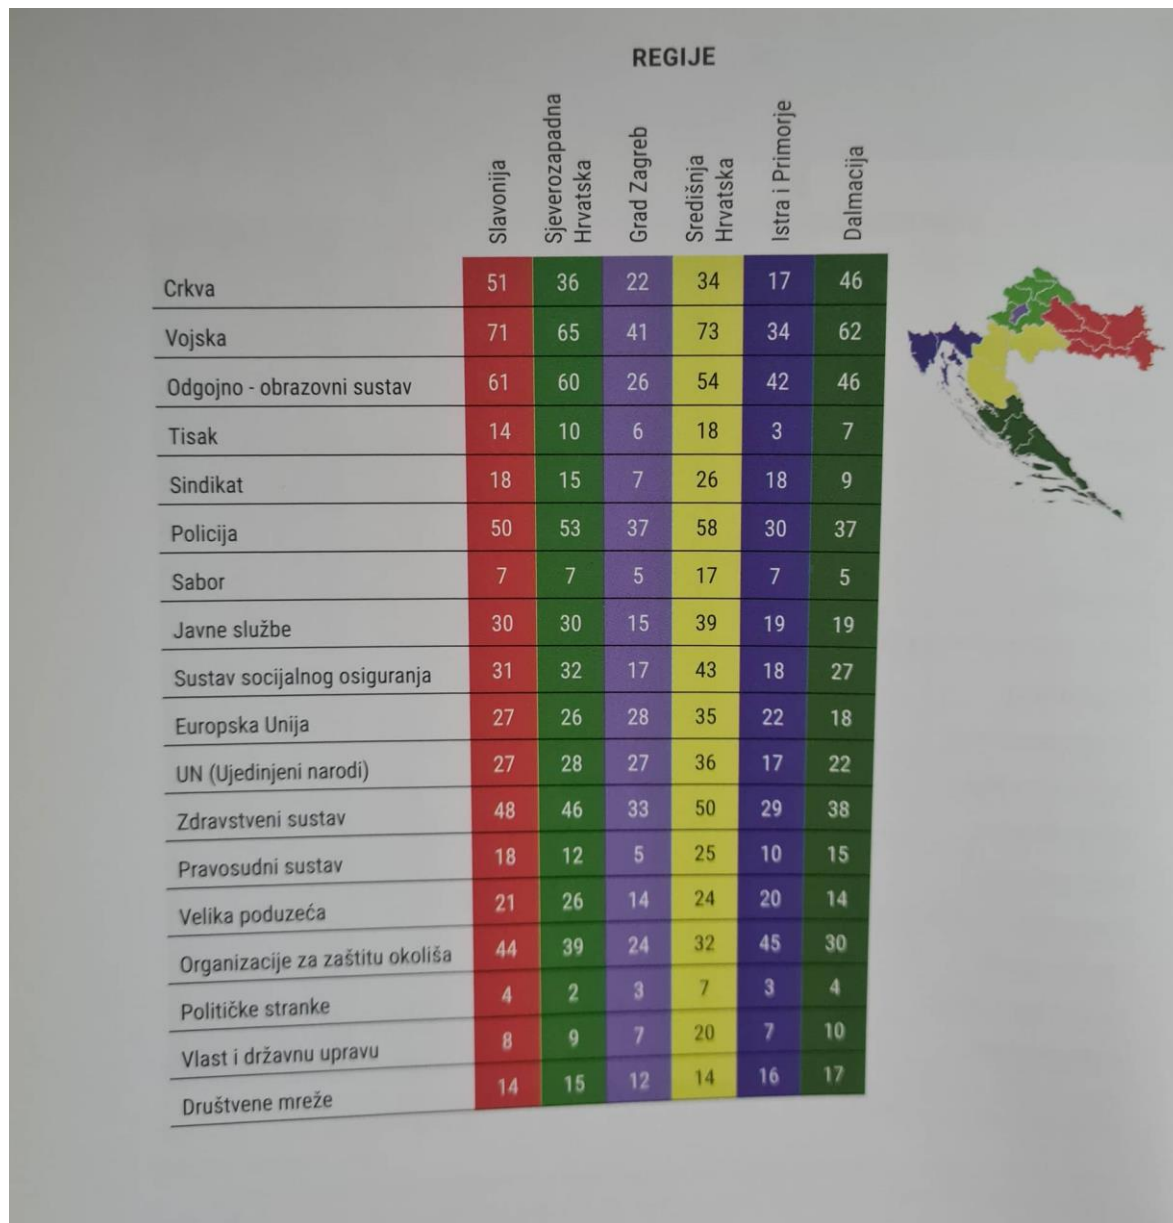 REGIJE
Slavonija
Sjeverozapadna
Hrvatska
Grad Zagreb
Središnja
Hrvatska
Istra i Primorje
Dalmacija
Crkva 51 36 22 34 17 46
Vojska 71 65 41 73 34 62
Odgojno - obrazovni sustav 61 60 26 54 42 46
Tisak 14 10 6 18 3 7
Sindikat 18 15 7 26 18 9
Policija 50 53 37 58 30 37
Sabor 7 7 5 17 7 5
Javne službe 30 30 15 39 19 19
Sustav socijalnog osiguranja 31 32 17 43 18 27
Europska Unija 27 26 28 35 22 18
UN (Ujedinjeni narodi) 27 28 27 36 17 22
Zdravstveni sustav 48 46 33 50 29 38
Pravosudni sustav 18 12 5 25 10 15
Velika poduzeća 21 26 14 24 20 14
Organizacije za zaštitu okoliša 44 39 24 32 45 30
Političke stranke 4 2 3 7 3 4
Vlast i državnu upravu 8 9 7 20 7 10
Društvene mreže 14 15 12 14 16 17